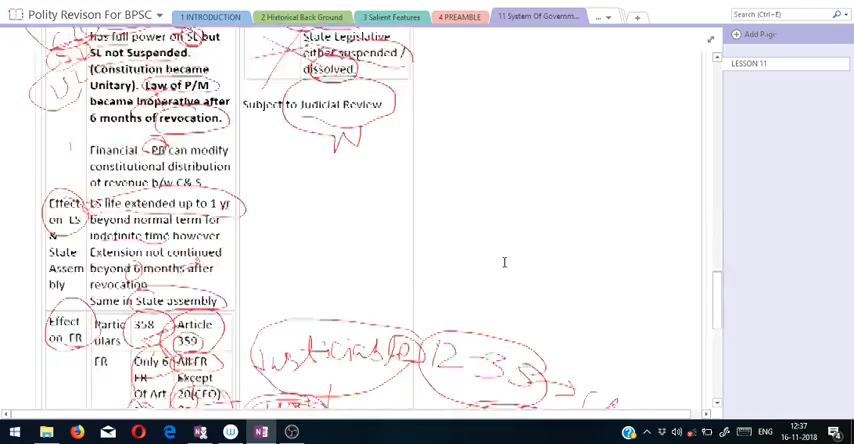 Polity Revison For BPSC
1 INTRODUCTION
2 Historical Back Ground
3 Salient Features
4 PREAMBLE
11 System Of Governm...
...
Search (Ctrl+E)
Add Page
LESSON 11
has full power on SL but
SL not Suspended.
(Constitution became
Unitary). Law of P/M
became inoperative after
6 months of revocation.
Financial - PR can modify
constitutional distribution
of revenue b/w C& S
State Legislative
either suspended /
dissolved.
Subject to Judicial Review
Effect
on LS
&
State
Assem
bly
LS life extended up to 1 yr
beyond normal term for
indefinite time however
Extension not continued
beyond 6 months after
revocation
Same in State assembly
Effect
on FR
Partic
ulars
358
Article
359
FR
Only 6
FR
Of Art
All FR
Except
20(CFO)
Justiciable
12-35
ENG
12:37
16-11-2018